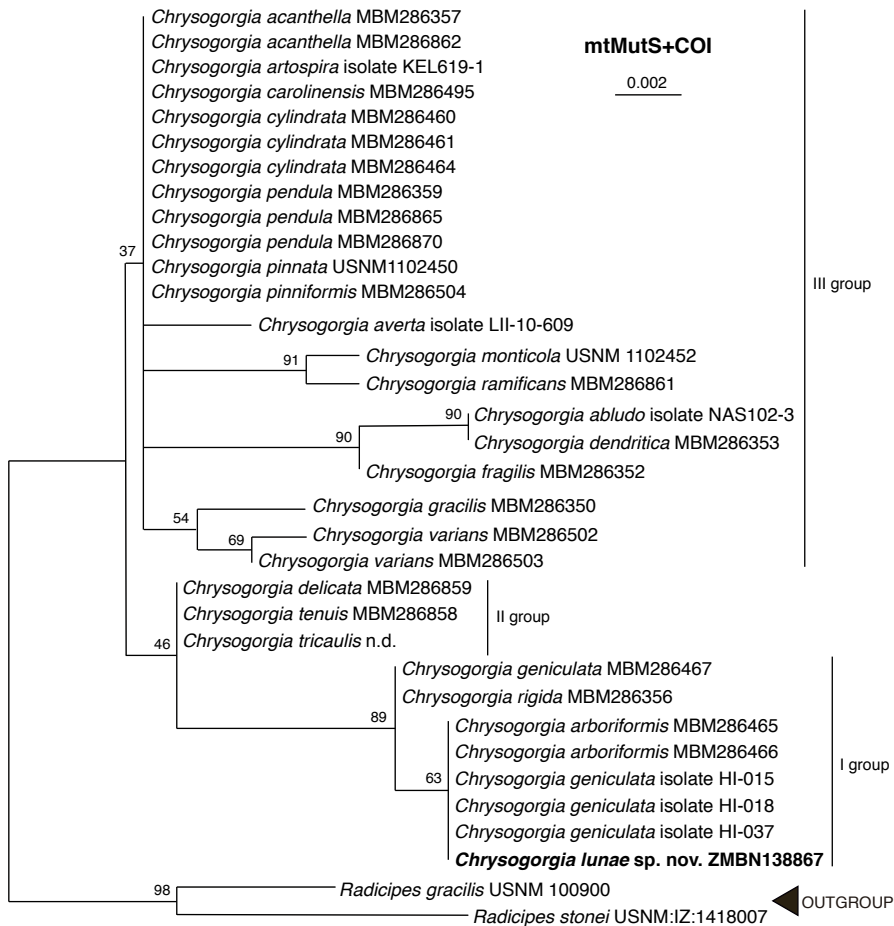 Chrysogorgia acanthella MBM286357
Chrysogorgia acanthella MBM286862
Chrysogorgia artospira isolate KEL619-1
Chrysogorgia carolinensis MBM286495
Chrysogorgia cylindrata MBM286460
Chrysogorgia cylindrata MBM286461
Chrysogorgia cylindrata MBM286464
Chrysogorgia pendula MBM286359
Chrysogorgia pendula MBM286865
Chrysogorgia pendula MBM286870
Chrysogorgia pinnata USNM1102450
Chrysogorgia pinniformis MBM286504
mtMutS+COI
0.002
37
III group
Chrysogorgia averta isolate LII-10-609
91
Chrysogorgia monticola USNM 1102452
Chrysogorgia ramificans MBM286861
90
90
Chrysogorgia abludo isolate NAS102-3
Chrysogorgia dendritica MBM286353
Chrysogorgia fragilis MBM286352
54
Chrysogorgia gracilis MBM286350
69
Chrysogorgia varians MBM286502
Chrysogorgia varians MBM286503
46
Chrysogorgia delicata MBM286859
Chrysogorgia tenuis MBM286858
Chrysogorgia tricaulis n.d.
II group
89
Chrysogorgia geniculata MBM286467
Chrysogorgia rigida MBM286356
63
Chrysogorgia arboriformis MBM286465
Chrysogorgia arboriformis MBM286466
Chrysogorgia geniculata isolate HI-015
Chrysogorgia geniculata isolate HI-018
Chrysogorgia geniculata isolate HI-037
Chrysogorgia lunae sp. nov. ZMBN138867
I group
98
Radicipes gracilis USNM 100900
Radicipes stonei USNM:IZ:1418007
OUTGROUP